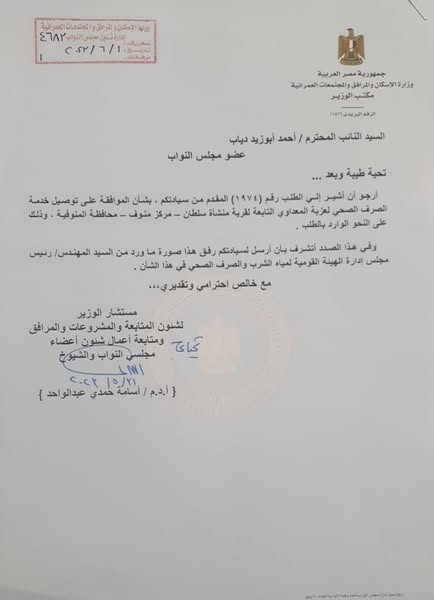 وزارة الإسكان والمرافق والمجتمعات العمرانية
إدارة شئون مجلس النواب
٤٦٨٢
٢٠٢٢/٦/١
جمهورية مصر العربية
وزارة الإسكان والمرافق والمجتمعات العمرانية
مكتب الوزير
الرقم البريدى
السيد النائب المحترم / أحمد أبوزيد دياب
عضو مجلس النواب
تحية طيبة وبعد ...
أرجو أن أشير إلي الطلب رقم (١٩٧٤) المقدم من سيادتكم ، بشأن الموافقة على توصيل خدمة
الصرف الصحي لعزبة المعداوي التابعة لقرية منشأة سلطان – مركز منوف – محافظة المنوفية ، وذلك
على النحو الوارد بالطلب .
وفي هذا الصدد أتشرف بأن أرسل لسيادتكم رفق هذا صورة ما ورد من السيد المهندس/ رئيس
مجلس إدارة الهيئة القومية لمياه الشرب والصرف الصحي في هذا الشأن .
مع خالص احترامي وتقديري،،،
مستشار الوزير
لشئون المتابعة والمشروعات والمرافق
ومتابعة أعمال شئون أعضاء
مجلسي النواب والشيوخ
٢٠٢٢/٥/٣١
{ أ.د.م / أسامة حمدي عبدالواحد }